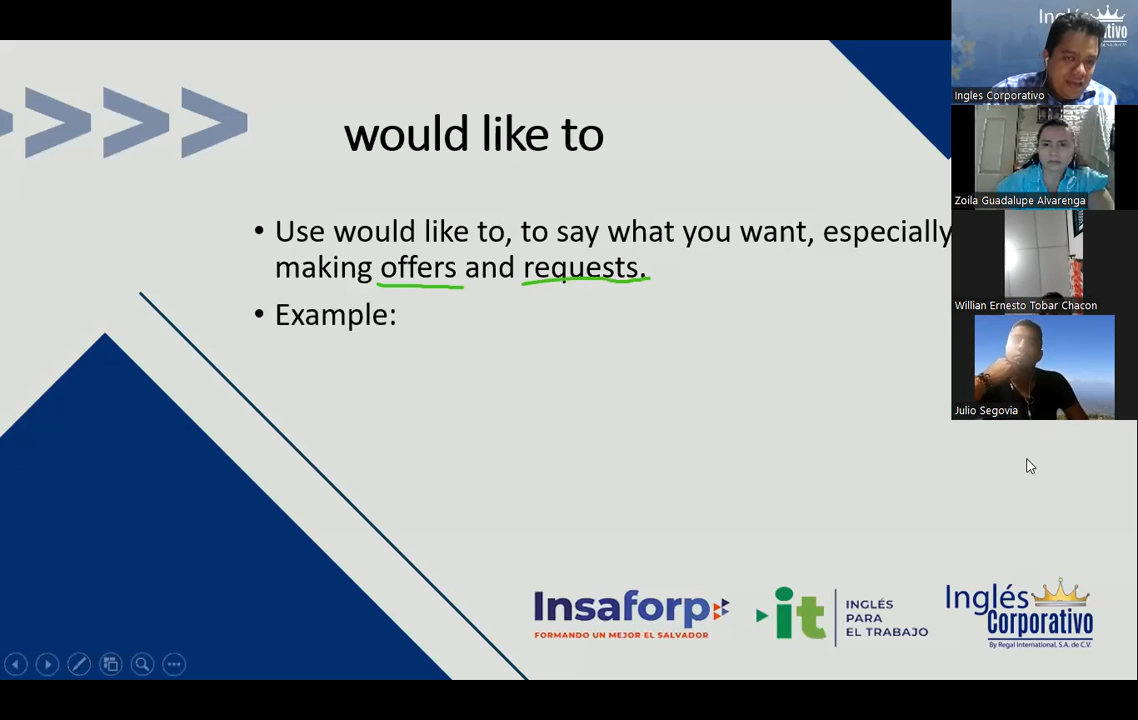 would like to
• Use would like to, to say what you want, especially
making offers and requests.
• Example:
Insaforp
FORMANDO UN MEJOR EL SALVADOR
it
INGLÉS
PARA
EL TRABAJO
Inglés
Corporativo
By Regal International, S.A. de C.V.
Ingles Corporativo
Zoila Guadalupe Alvarenga
Willian Ernesto Tobar Chacon
Julio Segovia